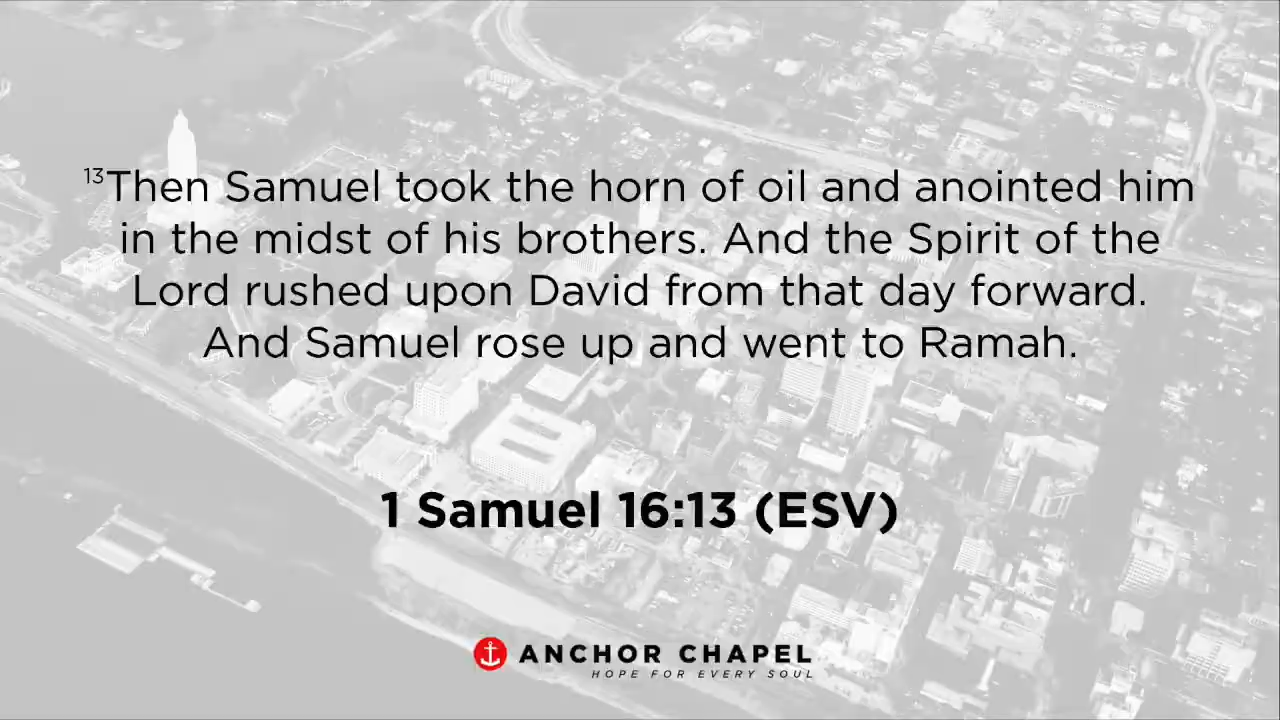 13Then Samuel took the horn of oil and anointed him
in the midst of his brothers. And the Spirit of the
Lord rushed upon David from that day forward.
And Samuel rose up and went to Ramah.
1 Samuel 16:13 (ESV)
ANCHOR CHAPEL
HOPE FOR EVERY SOUL